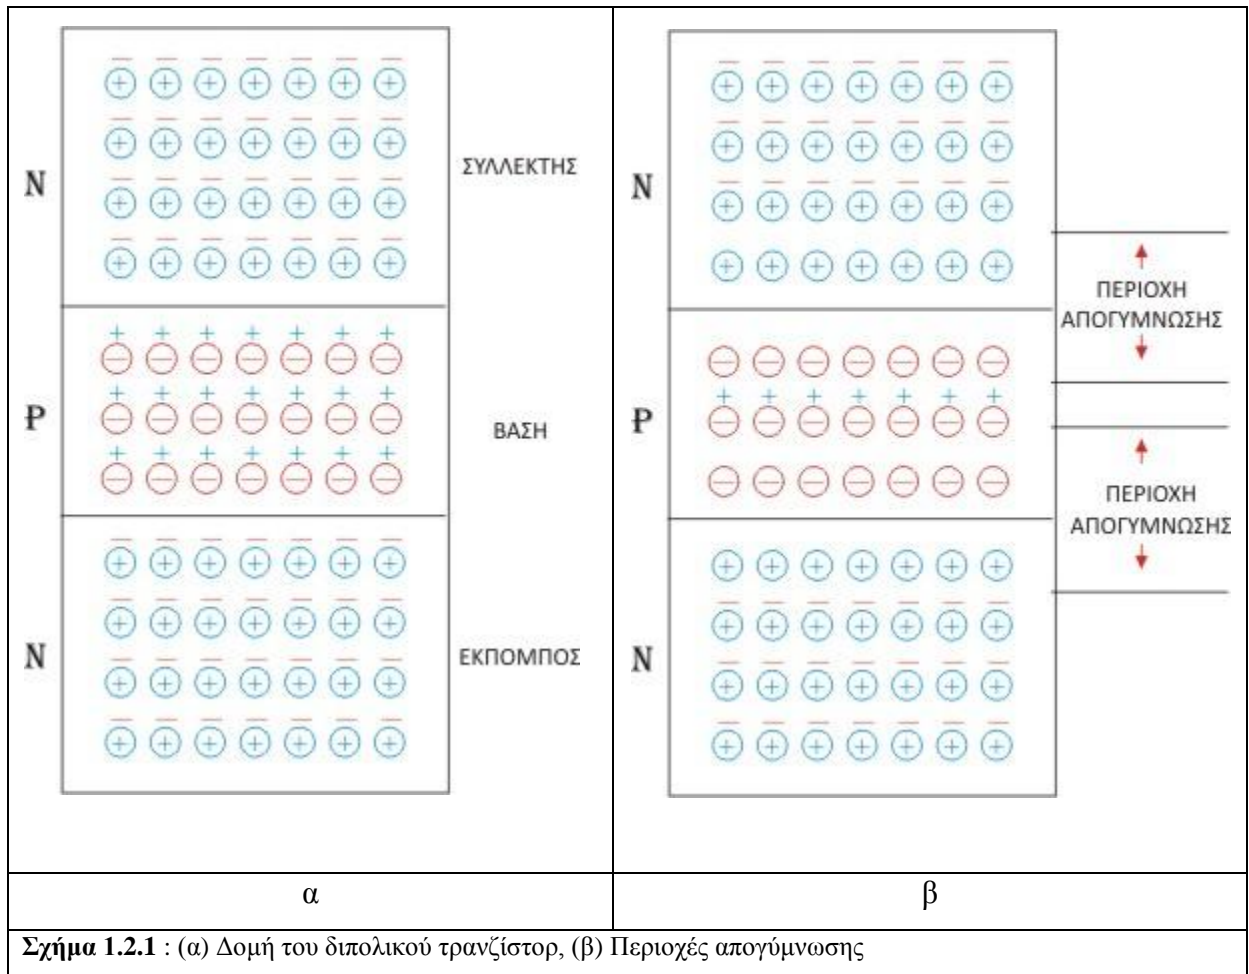 N
ΣΥΛΛΕΚΤΗΣ
P
ΒΑΣΗ
N
ΕΚΠΟΜΠΟΣ
N
ΠΕΡΙΟΧΗ
ΑΠΟΓΥΜΝΩΣΗΣ
P
ΠΕΡΙΟΧΗ
ΑΠΟΓΥΜΝΩΣΗΣ
N
α
β
Σχήμα 1.2.1 : (α) Δομή του διπολικού τρανζίστορ, (β) Περιοχές απογύμνωσης